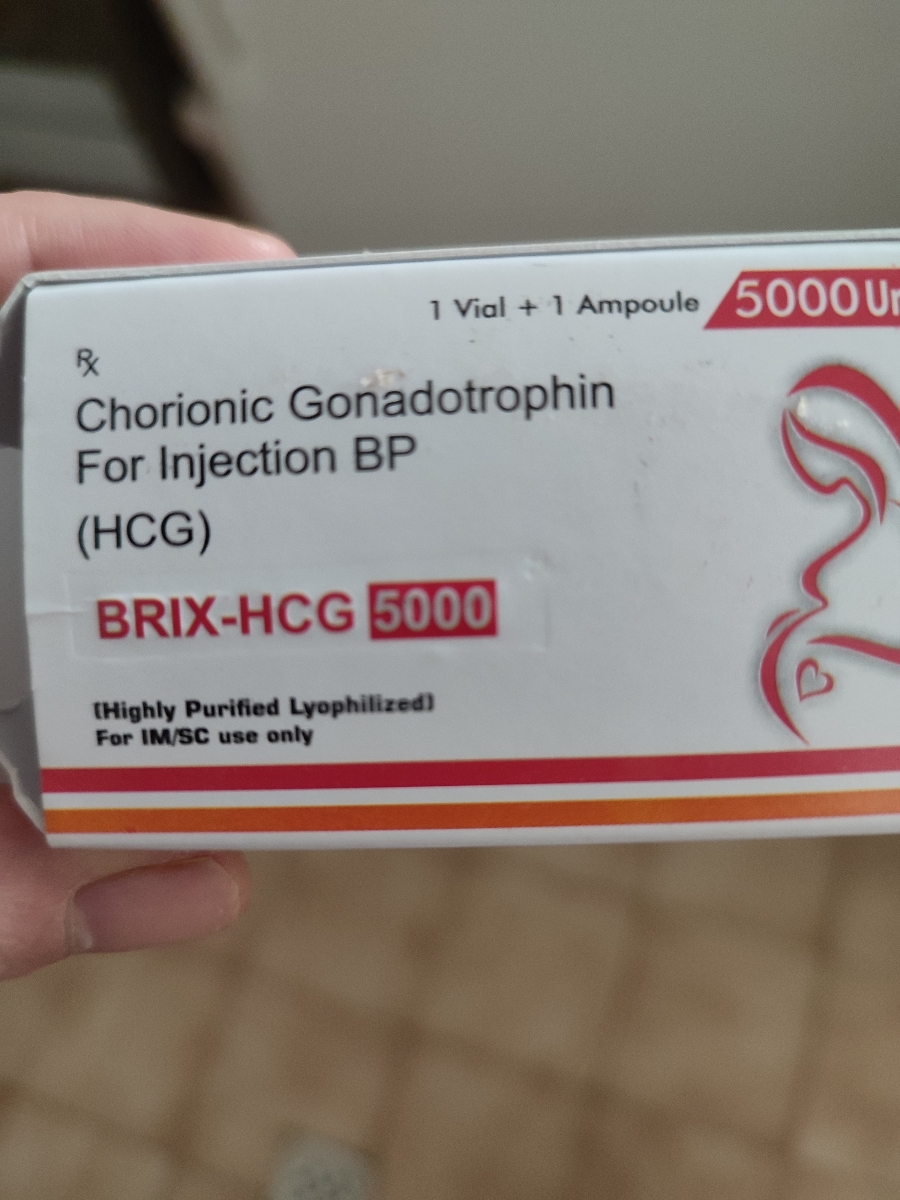 1 Vial + 1 Ampoule
5000 Un
℞
Chorionic Gonadotrophin
For Injection BP
(HCG)
BRIX-HCG 5000
(Highly Purified Lyophilized)
For IM/SC use only